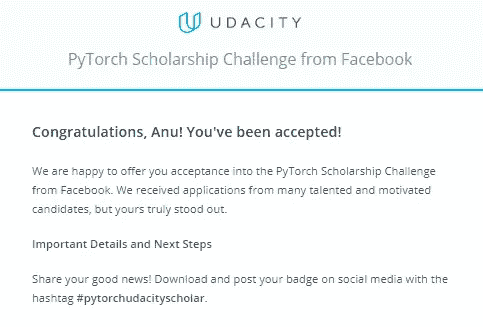 UDACITY
PyTorch Scholarship Challenge from Facebook
Congratulations, Anu! You've been accepted!
We are happy to offer you acceptance into the PyTorch Scholarship Challenge
from Facebook. We received applications from many talented and motivated
candidates, but yours truly stood out.
Important Details and Next Steps
Share your good news! Download and post your badge on social media with the
hashtag #pytorchudacityscholar.